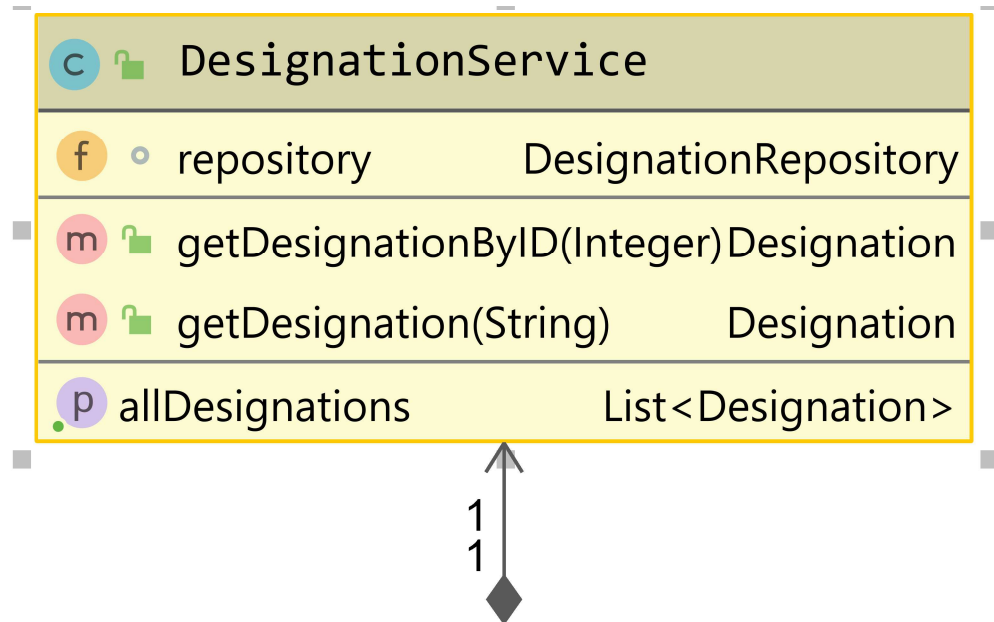 c DesignationService
f repository DesignationRepository
m getDesignationByID(Integer) Designation
m getDesignation(String) Designation
p allDesignations List<Designation>
1
1